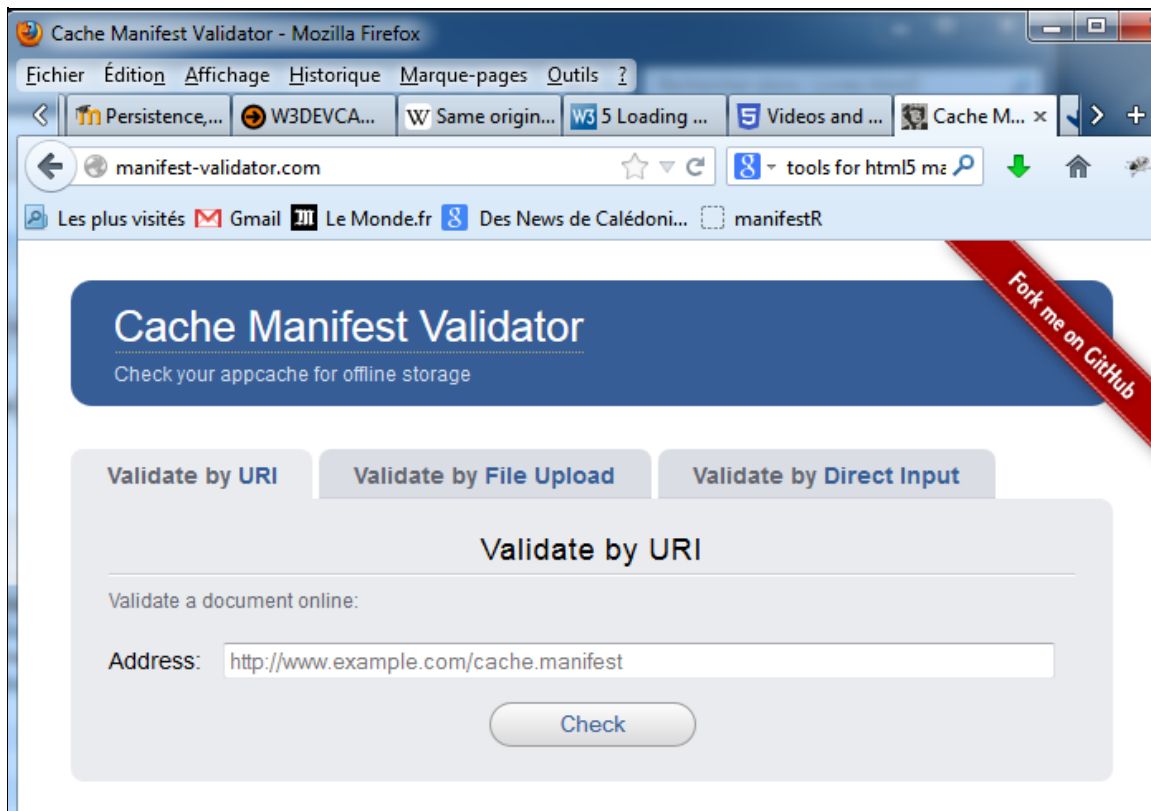 Cache Manifest Validator - Mozilla Firefox
Fichier Édition Affichage Historique Marque-pages Outils ?
Persistence,... W3DEVCA... W Same origin... W3 5 Loading ... 5 Videos and ... Cache M... × +
manifest-validator.com 8 tools for html5 ma
Les plus visités Gmail m Le Monde.fr 8 Des News de Calédoni... manifestR
Fork me on GitHub
Cache Manifest Validator
Check your appcache for offline storage
Validate by URI Validate by File Upload Validate by Direct Input
Validate by URI
Validate a document online:
Address: http://www.example.com/cache.manifest
Check